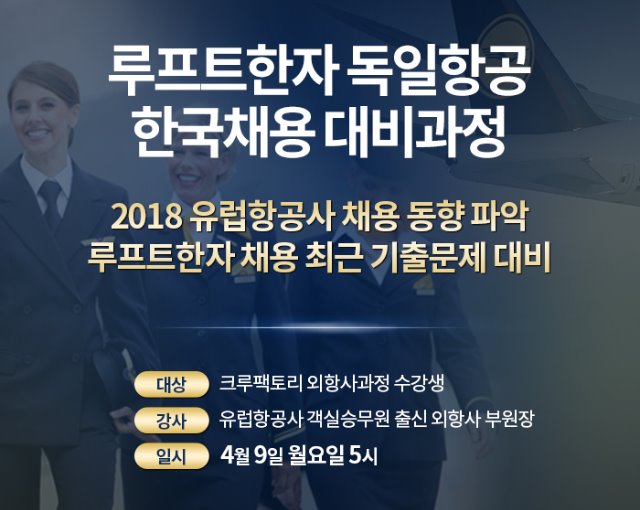 루프트한자 독일항공
한국채용 대비과정
2018 유럽항공사 채용 동향 파악
루프트한자 채용 최근 기출문제 대비
대상 크루팩토리 외항사과정 수강생
강사 유럽항공사 객실승무원 출신 외항사 부원장
일시 4월 9일 월요일 5시